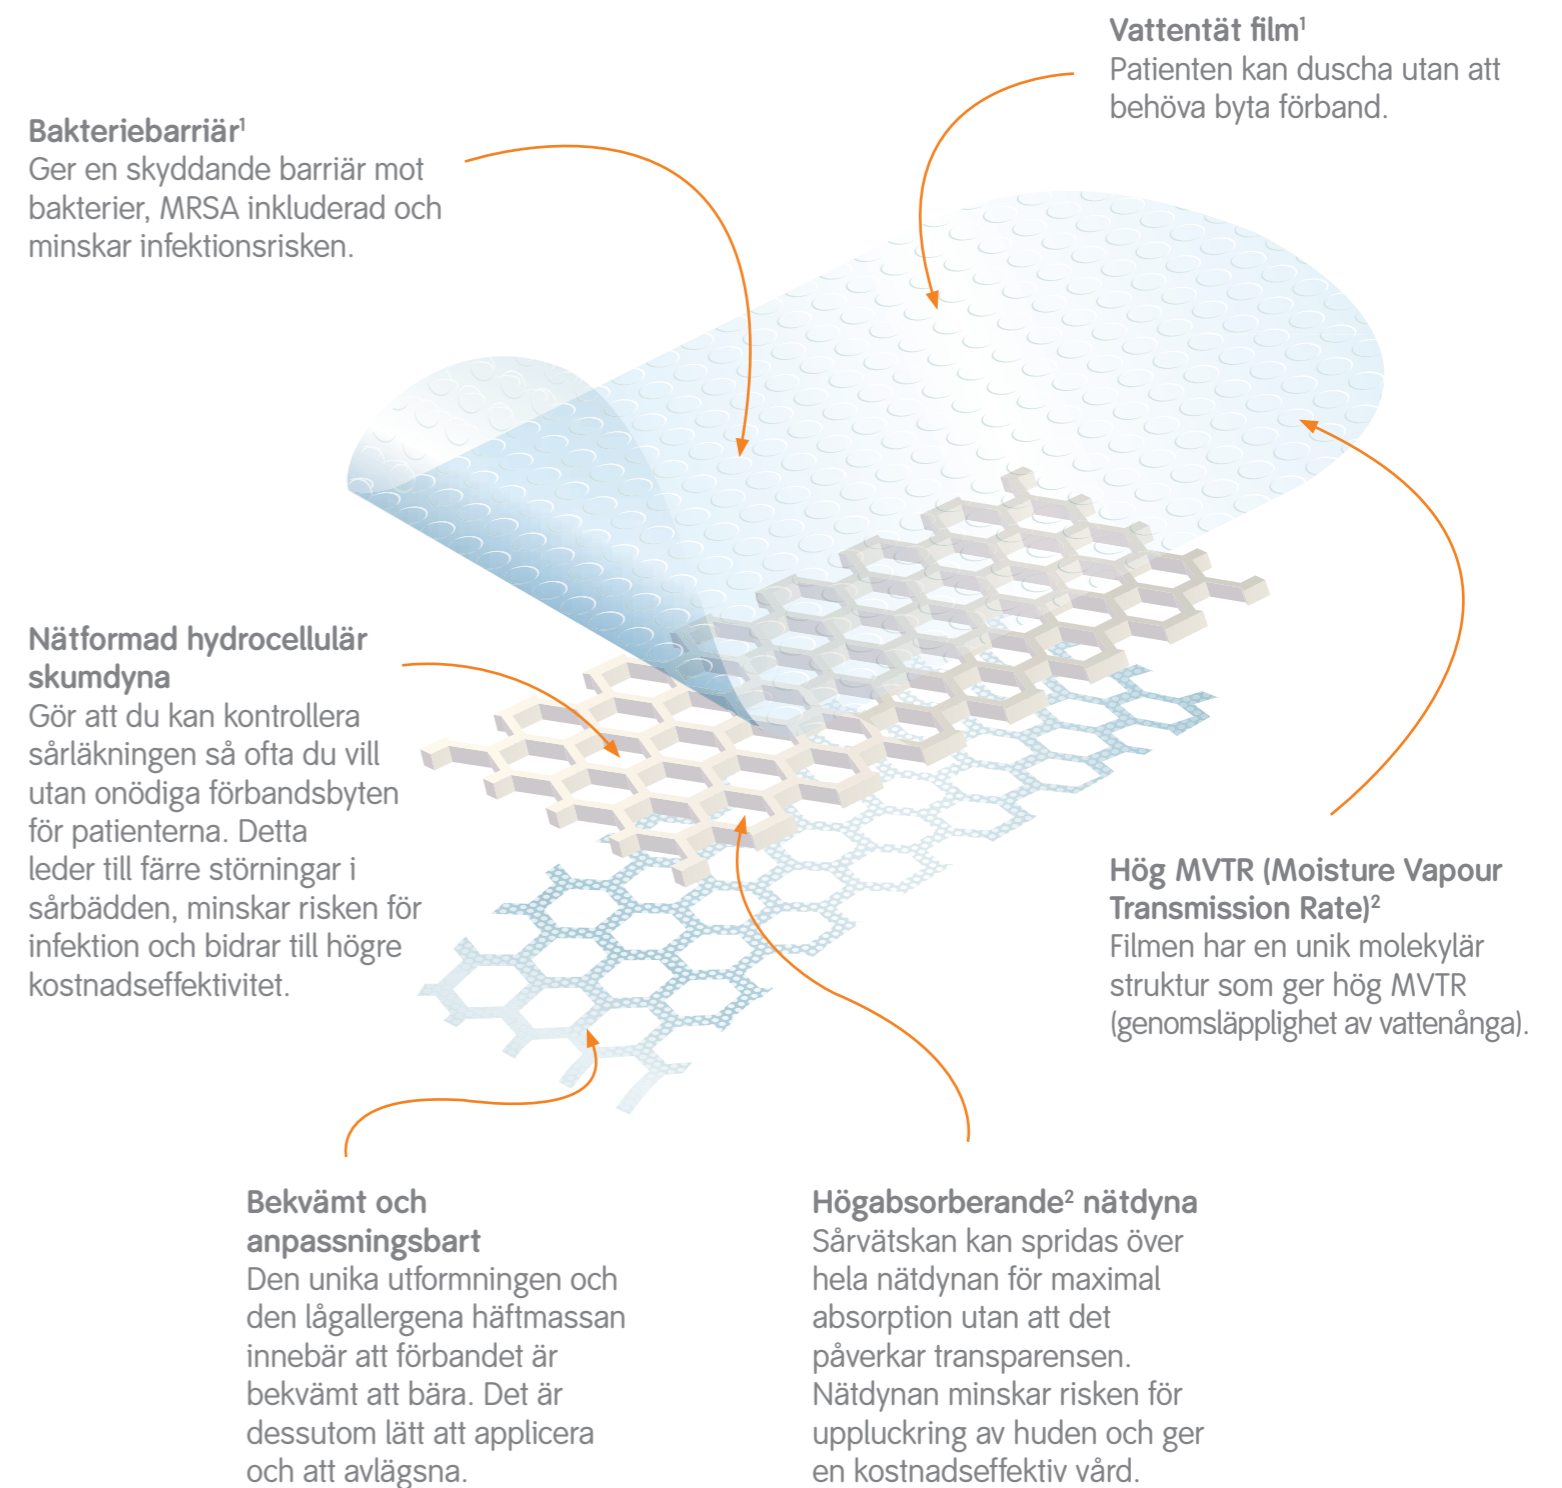 Vattentät film¹
Patienten kan duscha utan att
behöva byta förband.
Bakteriebarriär¹
Ger en skyddande barriär mot
bakterier, MRSA inkluderad och
minskar infektionsrisken.
Nätformad hydrocellulär
skumdyna
Gör att du kan kontrollera
sårläkningen så ofta du vill
utan onödiga förbandsbyten
för patienterna. Detta
leder till färre störningar i
sårbädden, minskar risken för
infektion och bidrar till högre
kostnadseffektivitet.
Hög MVTR (Moisture Vapour
Transmission Rate)²
Filmen har en unik molekylär
struktur som ger hög MVTR
(genomsläpplighet av vattenånga).
Bekvämt och
anpassningsbart
Den unika utformningen och
den lågallergena häftmassan
innebär att förbandet är
bekvämt att bära. Det är
dessutom lätt att applicera
och att avlägsna.
Högabsorberande² nätdyna
Sårvätskan kan spridas över
hela nätdynan för maximal
absorption utan att det
påverkar transparensen.
Nätdynan minskar risken för
uppluckring av huden och ger
en kostnadseffektiv vård.